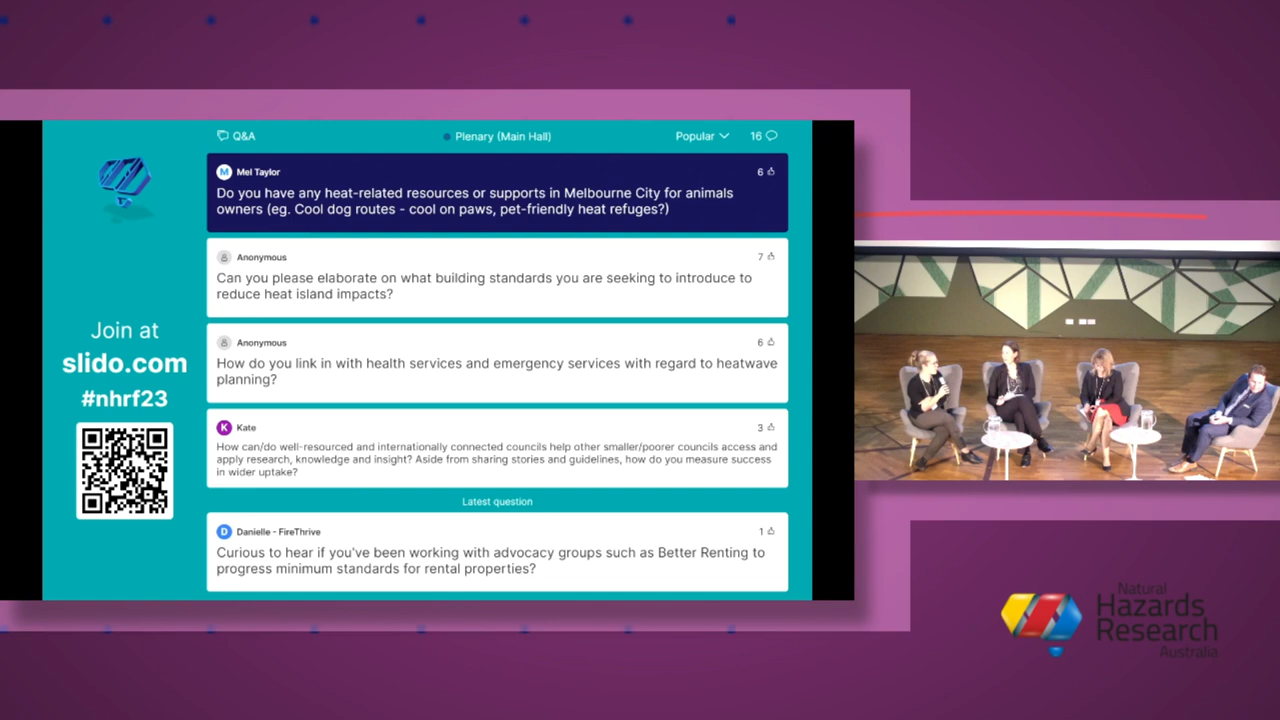 Q&A
Plenary (Main Hall)
Popular
16
M Mel Taylor
6
Do you have any heat-related resources or supports in Melbourne City for animals
owners (eg. Cool dog routes - cool on paws, pet-friendly heat refuges?)
Anonymous
7
Can you please elaborate on what building standards you are seeking to introduce to
reduce heat island impacts?
Anonymous
6
How do you link in with health services and emergency services with regard to heatwave
planning?
K Kate
3
How can/do well-resourced and internationally connected councils help other smaller/poorer councils access and
apply research, knowledge and insight? Aside from sharing stories and guidelines, how do you measure success
in wider uptake?
Latest question
D Danielle - FireThrive
1
Curious to hear if you've been working with advocacy groups such as Better Renting to
progress minimum standards for rental properties?
Join at
slido.com
#nhrf23
Natural
Hazards
Research
Australia